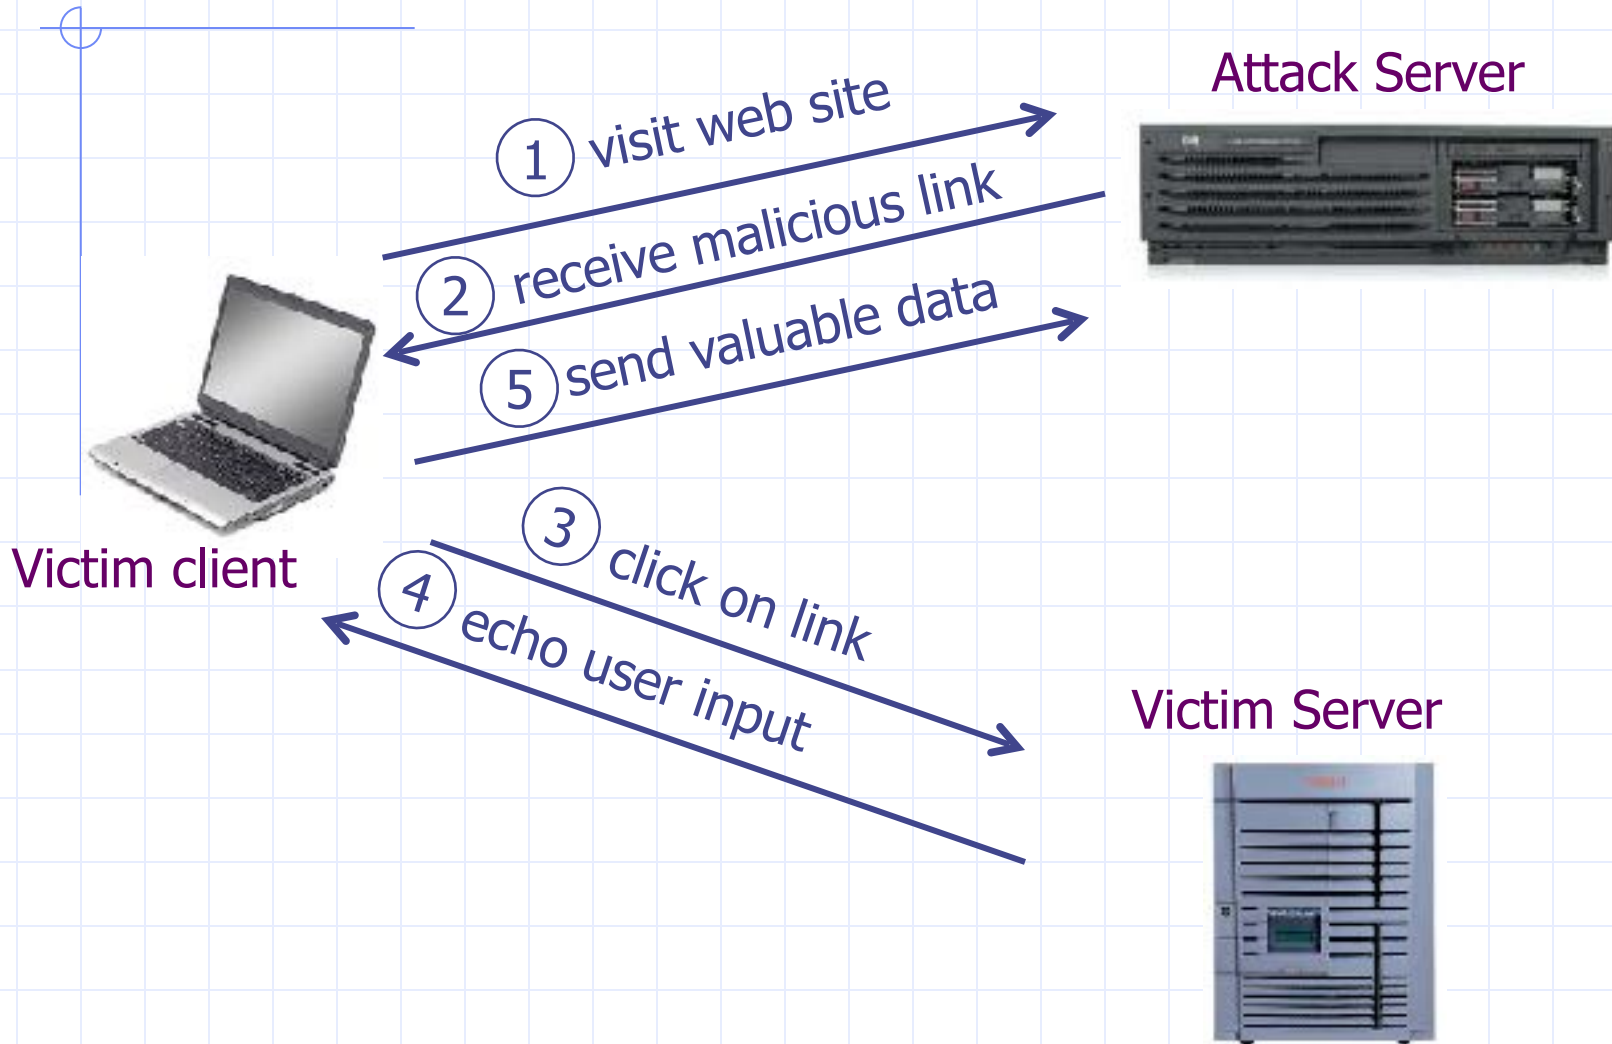 Attack Server
1 visit web site
2 receive malicious link
5 send valuable data
Victim client
3 click on link
4 echo user input
Victim Server